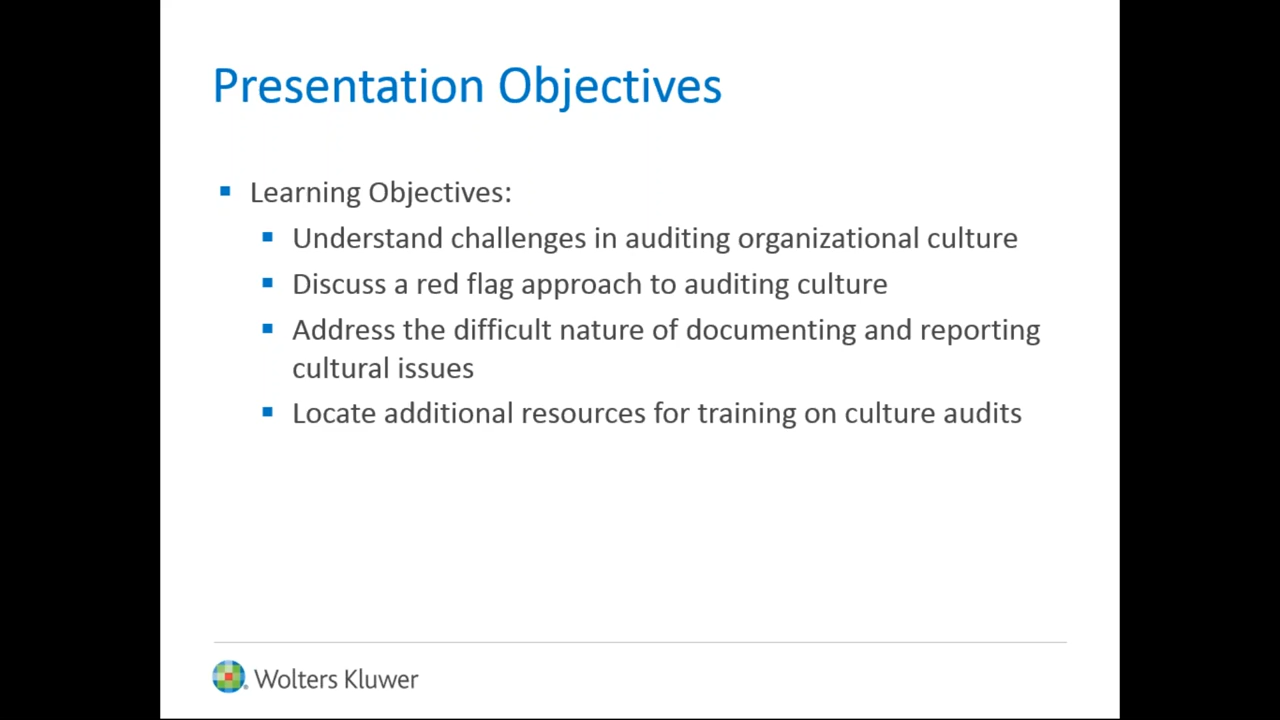 Presentation Objectives
Learning Objectives:
Understand challenges in auditing organizational culture
Discuss a red flag approach to auditing culture
Address the difficult nature of documenting and reporting
cultural issues
Locate additional resources for training on culture audits
Wolters Kluwer